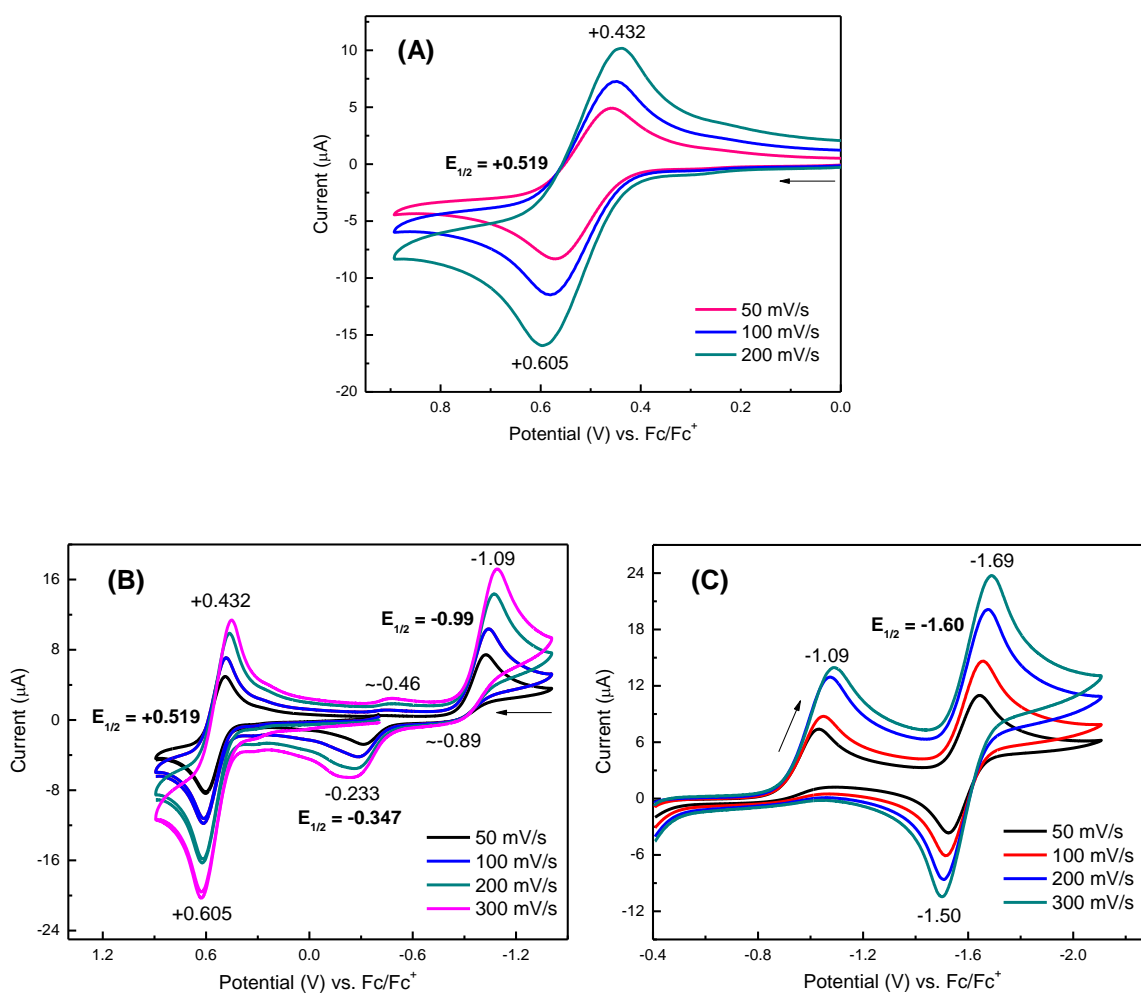 (A)
+0.432
E1/2 = +0.519
+0.605
50 mV/s
100 mV/s
200 mV/s
10
5
0
-5
-10
-15
-20
Current (μA)
0.8 0.6 0.4 0.2 0.0
Potential (V) vs. Fc/Fc+
(B)
-1.09
+0.432
E1/2 = -0.99
~-0.46
E1/2 = +0.519
~-0.89
-0.233
E1/2 = -0.347
+0.605
50 mV/s
100 mV/s
200 mV/s
300 mV/s
16
8
0
-8
-16
-24
Current (μA)
1.2 0.6 0.0 -0.6 -1.2
Potential (V) vs. Fc/Fc+
(C)
-1.69
E1/2 = -1.60
-1.09
-1.50
50 mV/s
100 mV/s
200 mV/s
300 mV/s
24
18
12
6
0
-6
-12
Current (μA)
-0.4 -0.8 -1.2 -1.6 -2.0
Potential (V) vs. Fc/Fc+